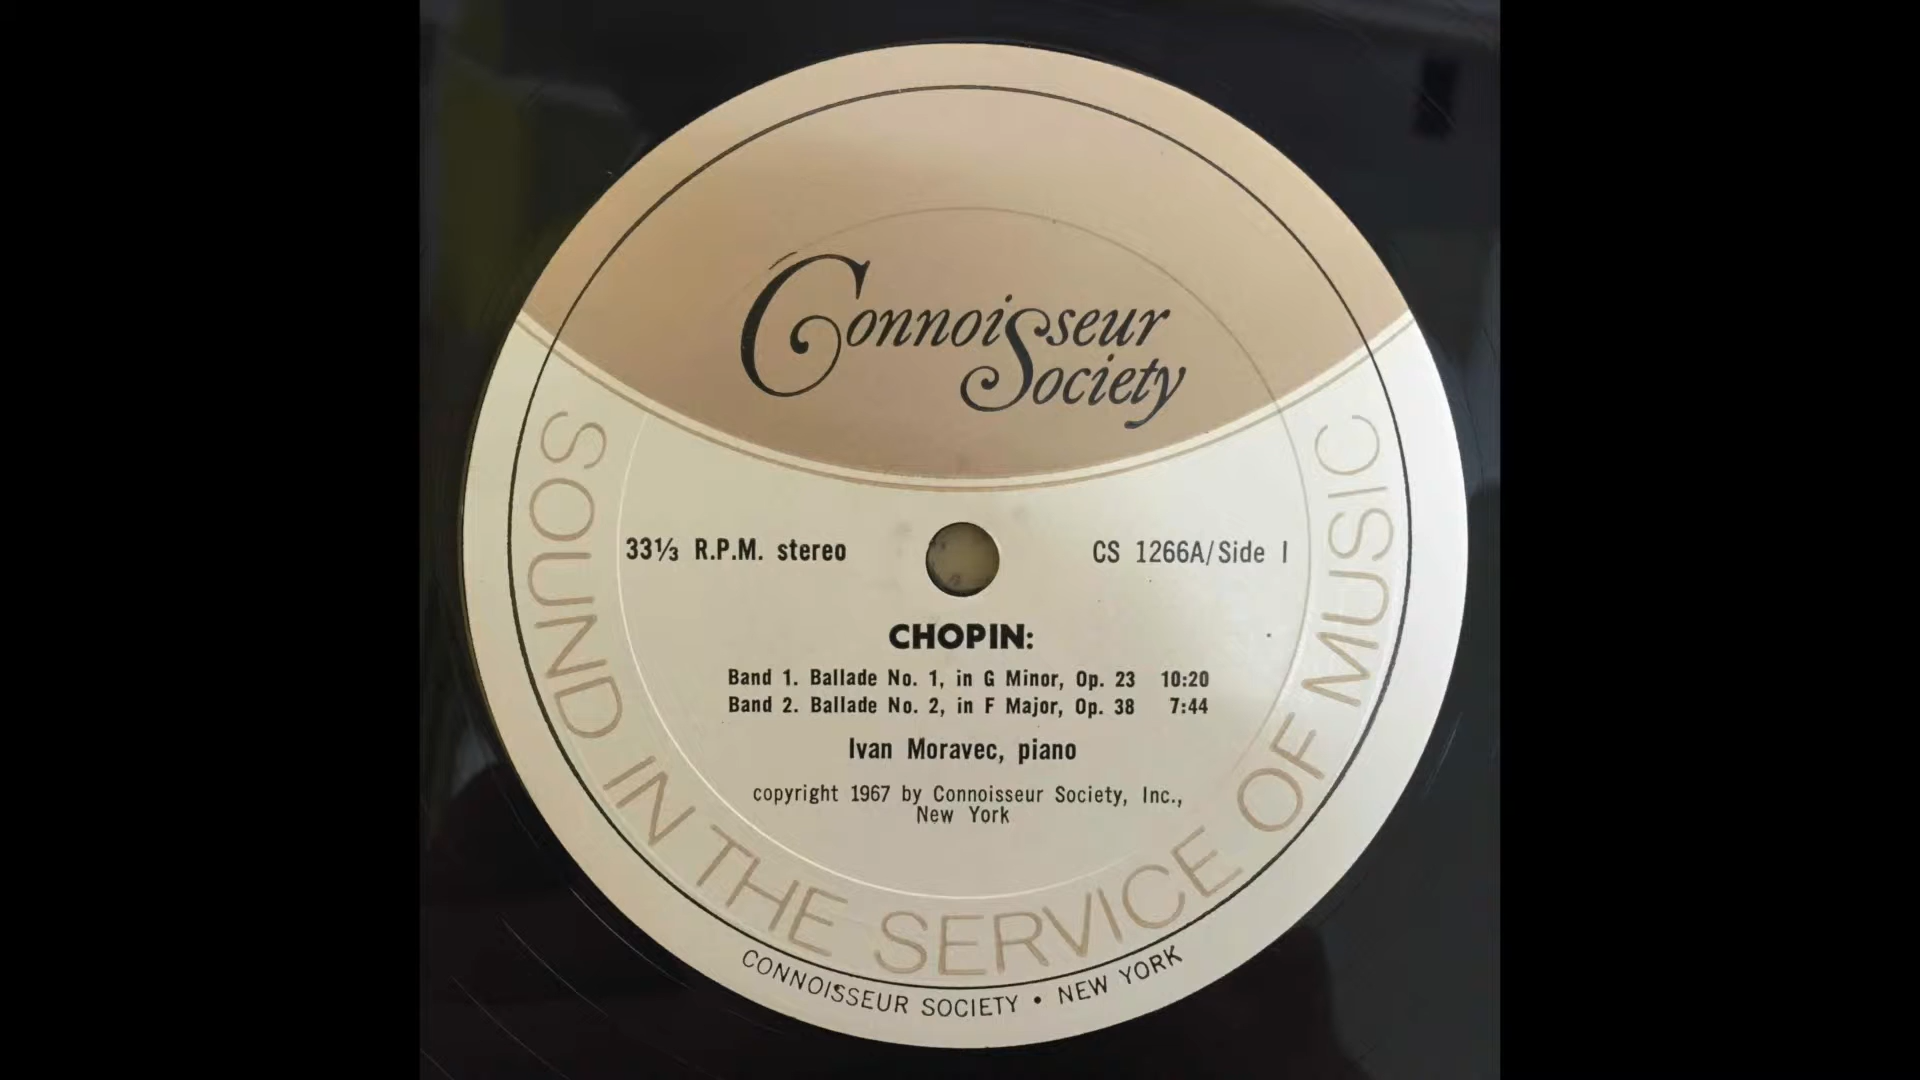 Connoisseur
Society
33⅓ R.P.M. stereo
CS 1266A/Side I
CHOPIN:
Band 1. Ballade No. 1, in G Minor, Op. 23 10:20
Band 2. Ballade No. 2, in F Major, Op. 38 7:44
Ivan Moravec, piano
copyright 1967 by Connoisseur Society, Inc.,
New York
SOUND IN THE SERVICE OF MUSIC
CONNOISSEUR SOCIETY • NEW YORK